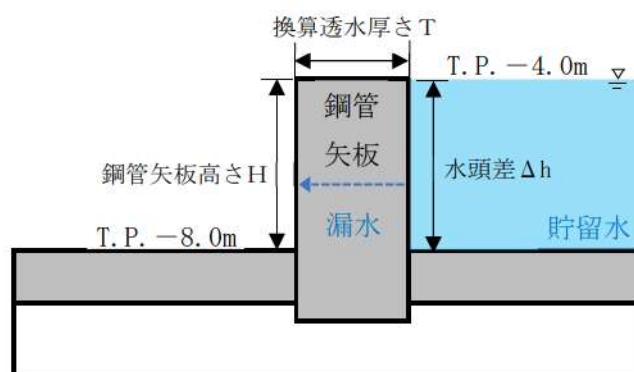 換算透水厚さT
T.P.－4.0m
鋼管
矢板
鋼管矢板高さH
水頭差Δh
漏水
T.P.－8.0m
貯留水